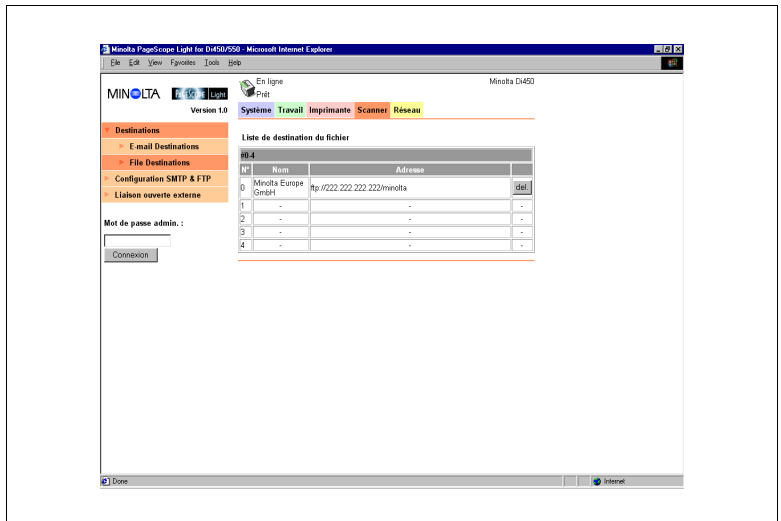 Minolta PageScope Light for Di450/550 - Microsoft Internet Explorer
File Edit View Favorites Tools Help
MINOLTA PAGESCOPE Light
Version 1.0
En ligne
Prêt
Minolta Di450
Système Travail Imprimante Scanner Réseau
Destinations
E-mail Destinations
File Destinations
Configuration SMTP & FTP
Liaison ouverte externe
Mot de passe admin. :
Connexion
Liste de destination du fichier
#0-4
N° Nom Adresse
0 Minolta Europe GmbH ftp://222.222.222.222/minolta del.
1 - - -
2 - - -
3 - - -
4 - - -
Done Internet